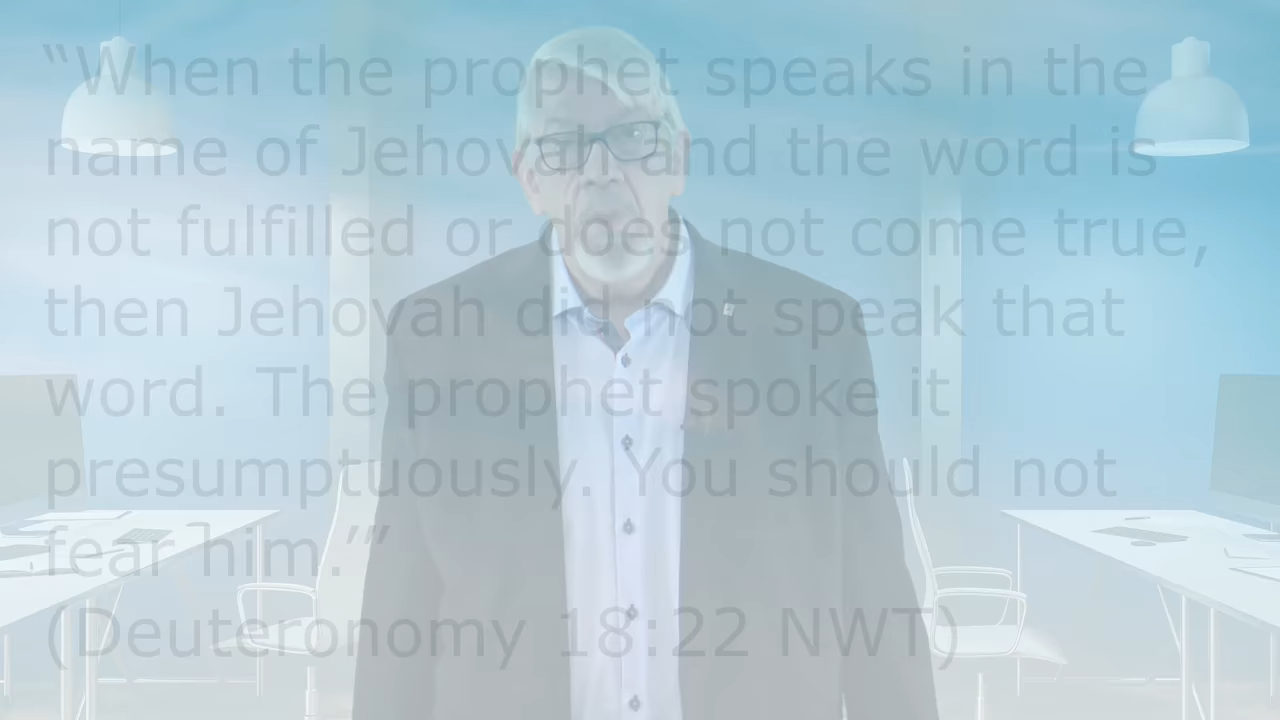 “When the prophet speaks in the
name of Jehovah and the word is
not fulfilled or does not come true,
then Jehovah did not speak that
word. The prophet spoke it
presumptuously. You should not
fear him.’”
(Deuteronomy 18:22 NWT)